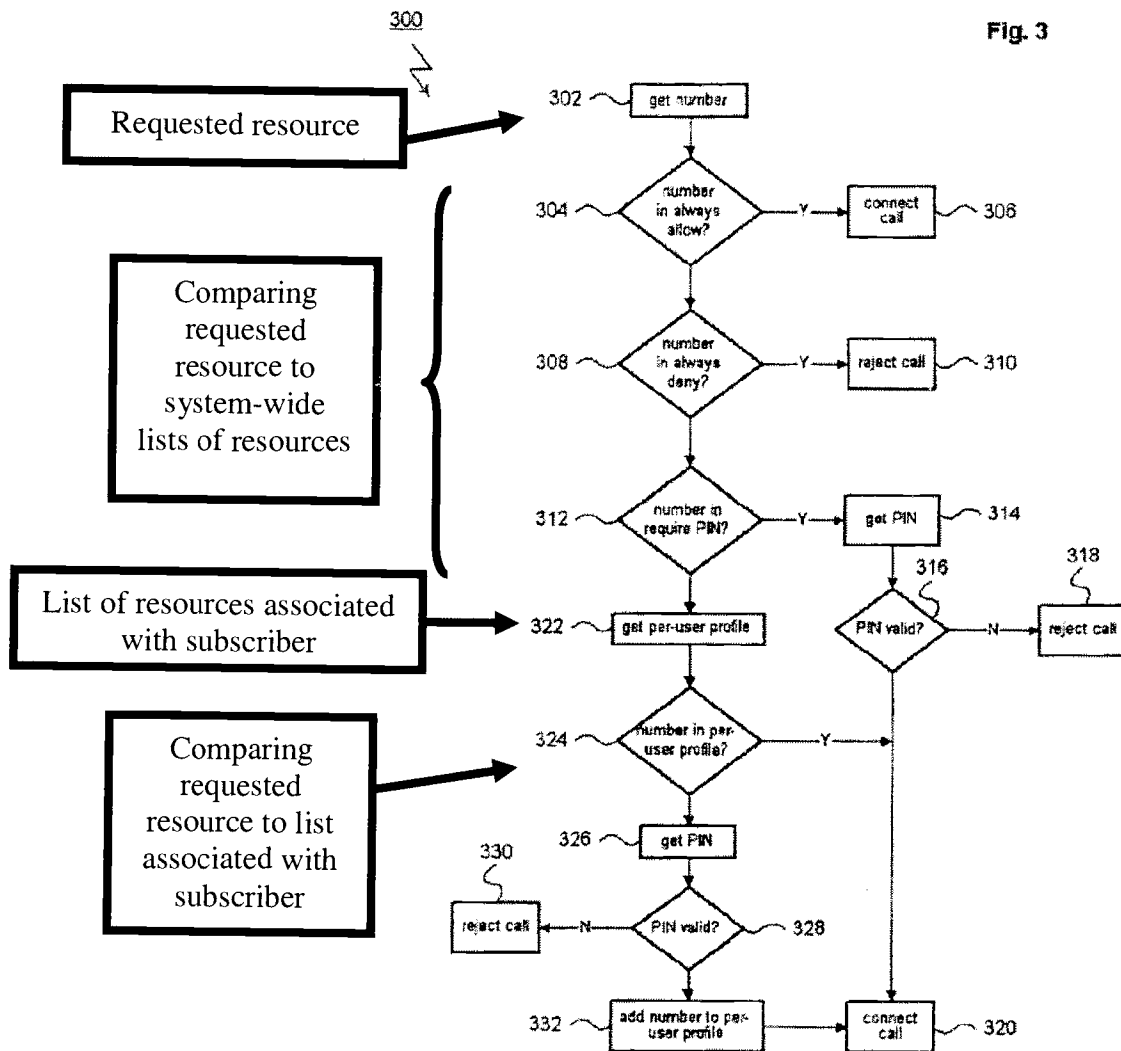 300
Fig. 3
Requested resource
302
get number
304
number
in always
allow?
Y
connect
call
306
Comparing
requested
resource to
system-wide
lists of resources
308
number
in always
deny?
Y
reject call
310
312
number in
require PIN?
Y
get PIN
314
316
318
List of resources associated
with subscriber
322
get per-user profile
PIN valid?
N
reject call
Comparing
requested
resource to list
associated with
subscriber
324
number in per-
user profile?
Y
326
get PIN
330
reject call
N
PIN valid?
328
332
add number to per-
user profile
connect
call
320